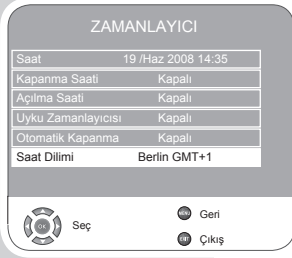 ZAMANLAYICI
Saat 19 /Haz 2008 14:35
Kapanma Saati Kapalı
Açılma Saati Kapalı
Uyku Zamanlayıcısı Kapalı
Otomatik Kapanma Kapalı
Saat Dilimi Berlin GMT+1
MENU Geri
OK Seç
EXIT Çıkış